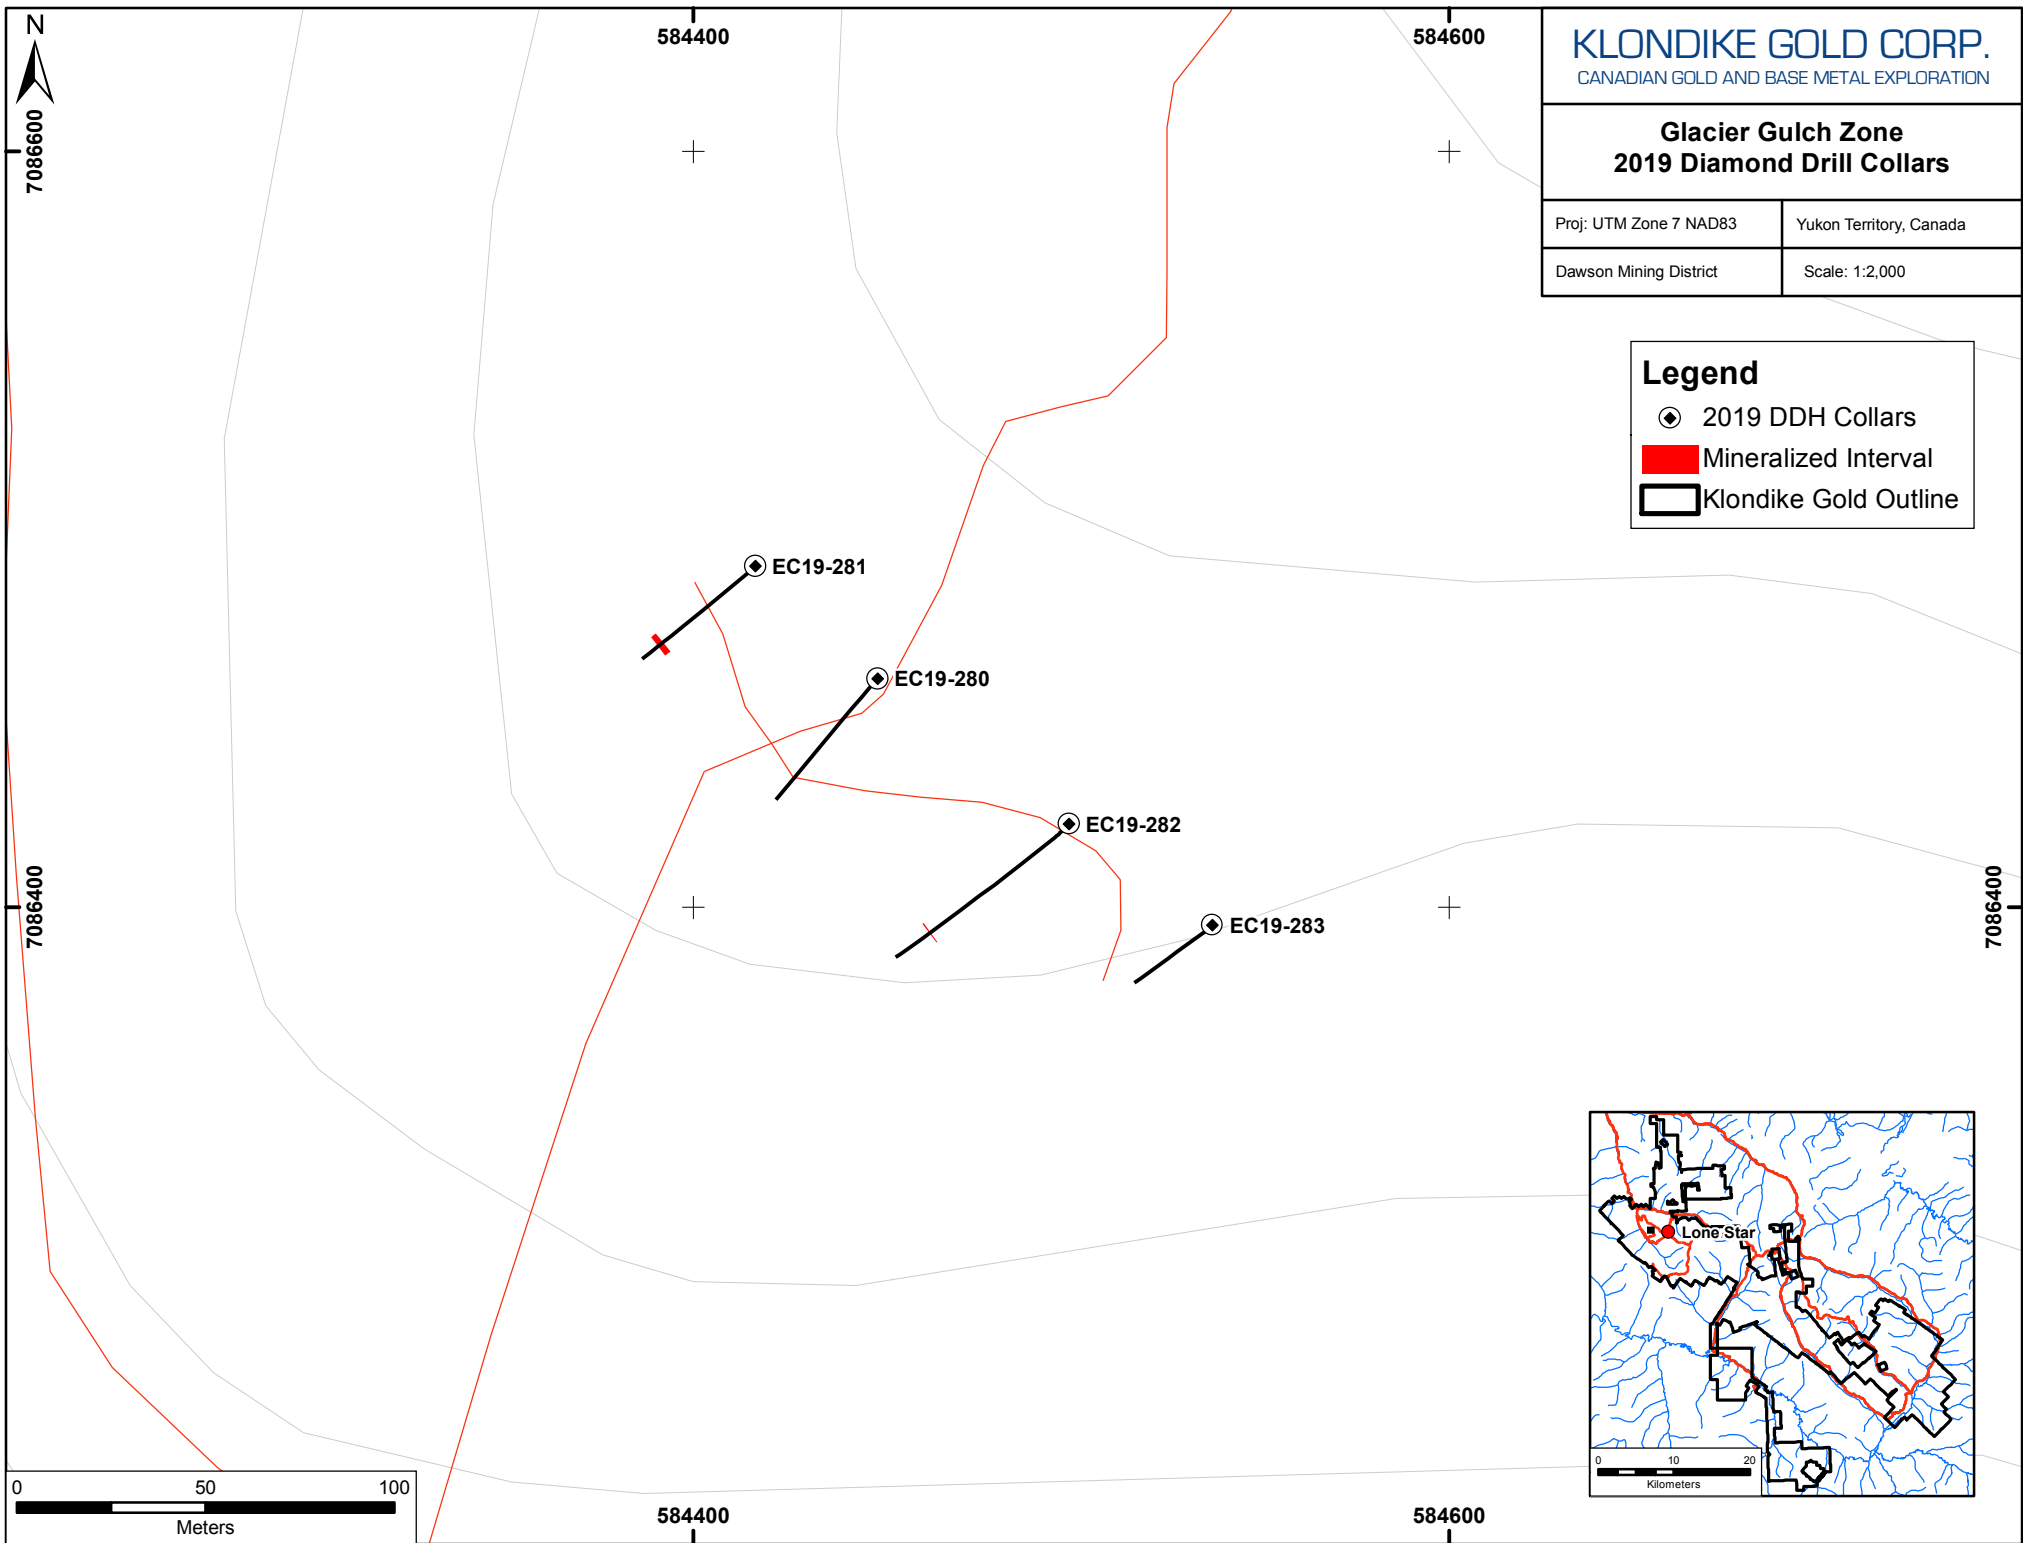 N
584400
584600
KLONDIKE GOLD CORP.
CANADIAN GOLD AND BASE METAL EXPLORATION
Glacier Gulch Zone
2019 Diamond Drill Collars
Proj: UTM Zone 7 NAD83
Yukon Territory, Canada
Dawson Mining District
Scale: 1:2,000
7086600
Legend
2019 DDH Collars
Mineralized Interval
Klondike Gold Outline
EC19-281
EC19-280
EC19-282
EC19-283
7086400
7086400
Lone Star
0 10 20
Kilometers
0 50 100
Meters
584400
584600